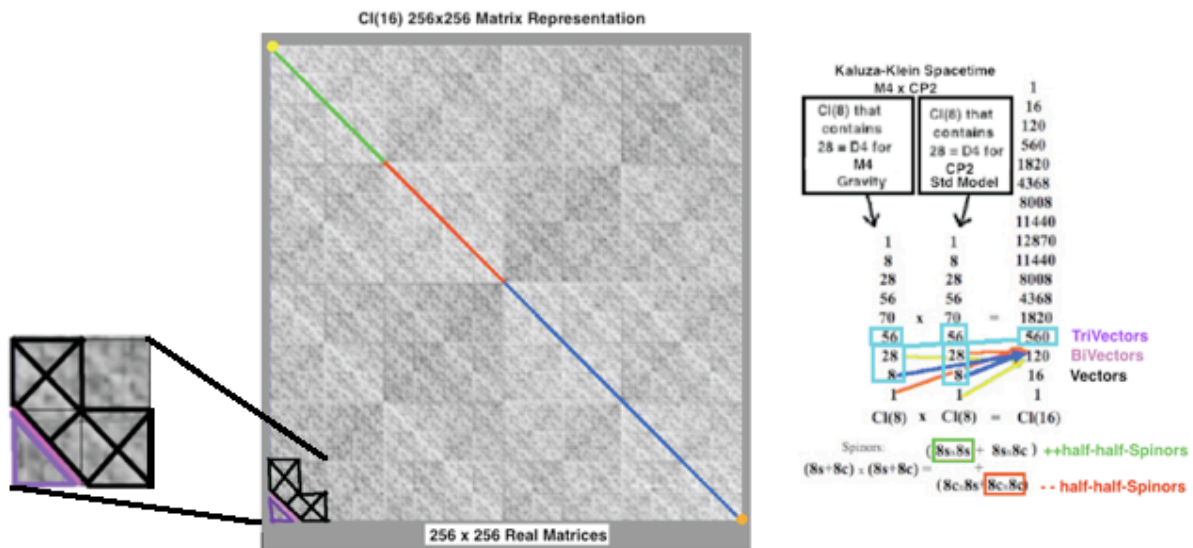 Cl(16) 256x256 Matrix Representation
256 x 256 Real Matrices
Kaluza-Klein Spacetime
M4 x CP2
Cl(8) that
contains
28 = D4 for
M4
Gravity
Cl(8) that
contains
28 = D4 for
CP2
Std Model
1
16
120
560
1820
4368
8008
11440
1 1 12870
8 8 11440
28 28 8008
56 56 4368
70 x 70 = 1820
56 56 560 TriVectors
28 28 120 BiVectors
8 8 16 Vectors
1 1 1
Cl(8) x Cl(8) = Cl(16)
Spinors:
(8s+8c) x (8s+8c) =
(8sx8s + 8sx8c) ++half-half-Spinors
+
(8cx8s+8cx8c) - - half-half-Spinors